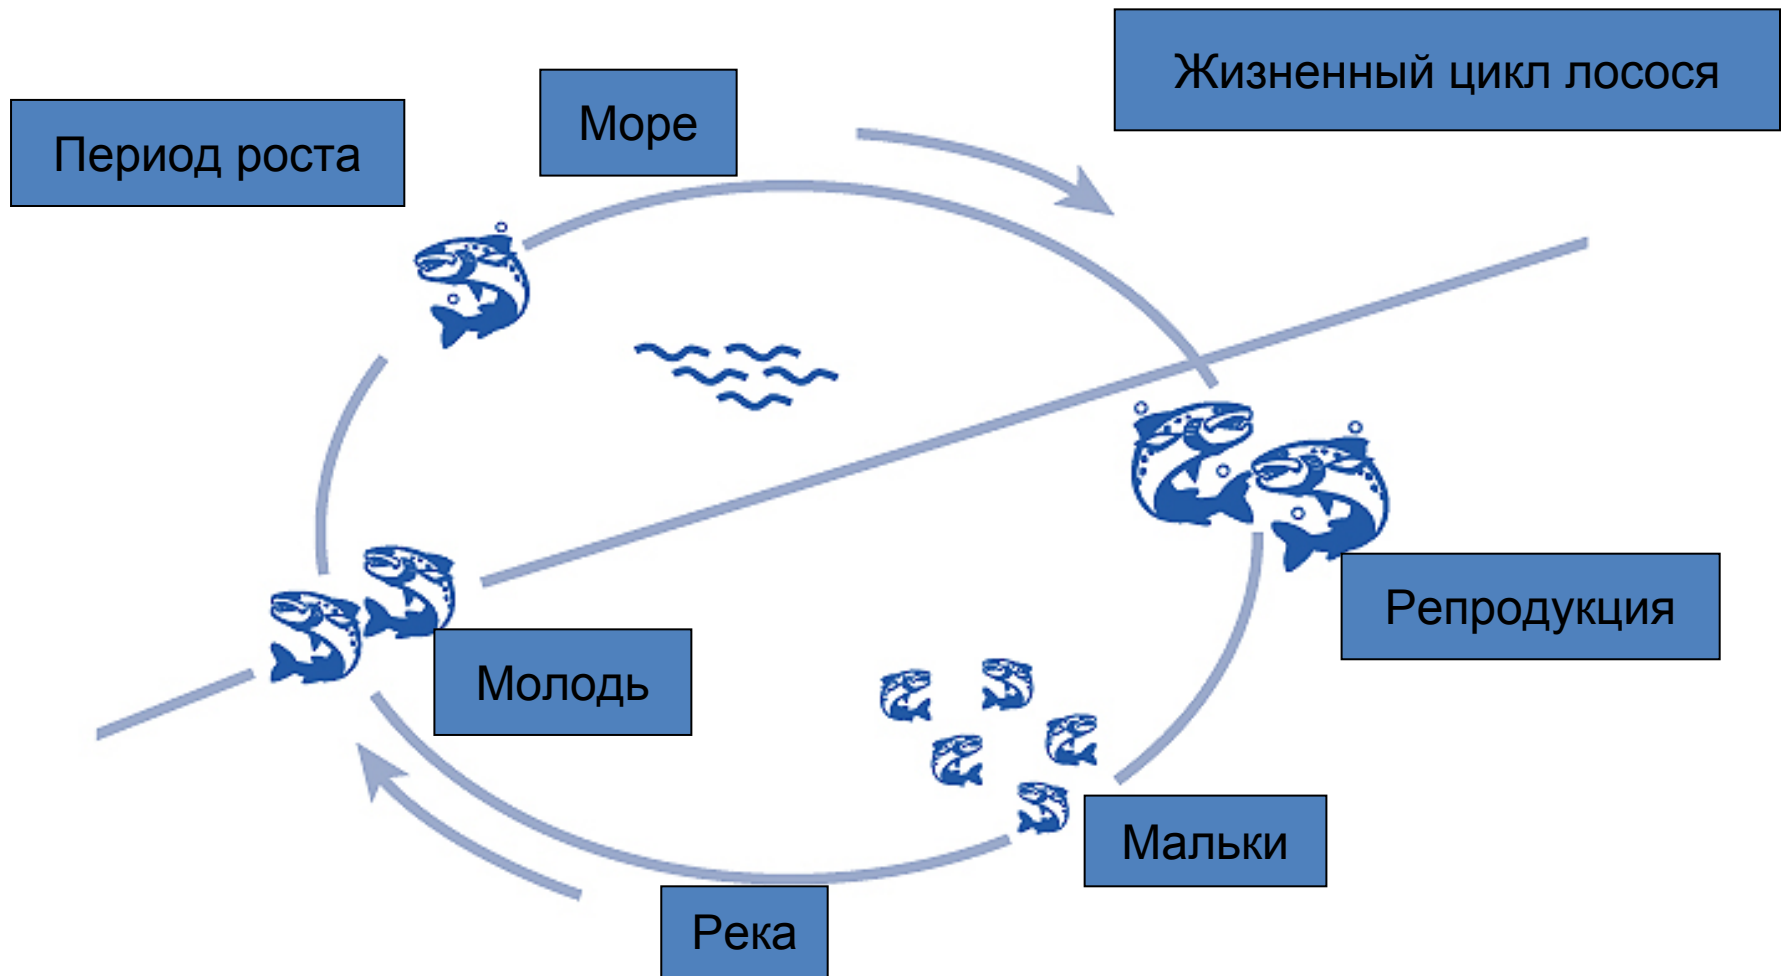 Жизненный цикл лосося
Море
Период роста
Репродукция
Молодь
Мальки
Река